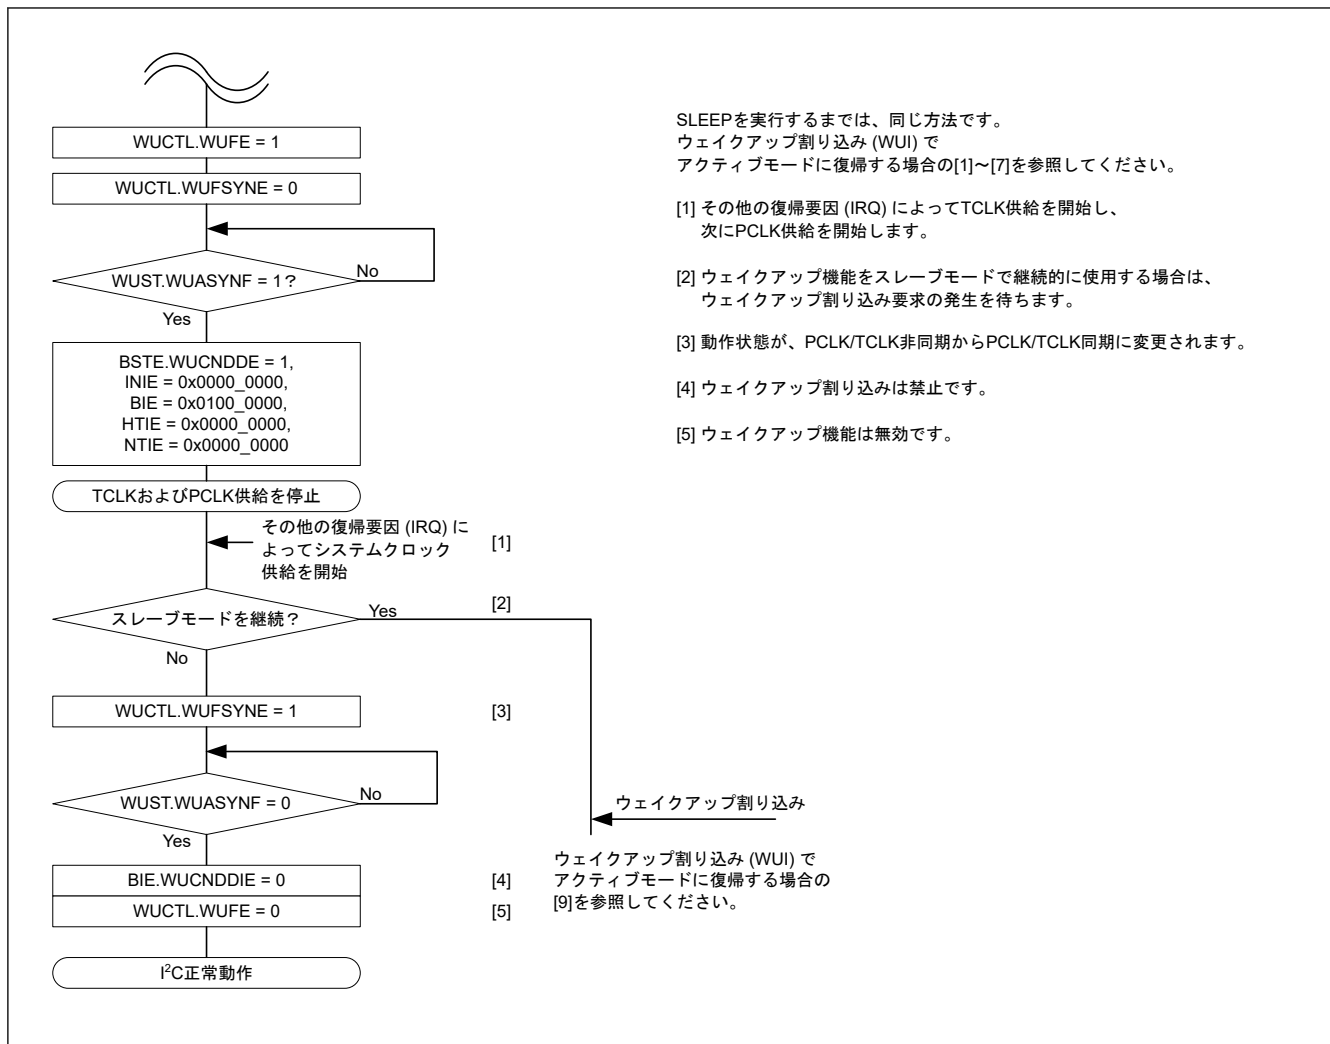 WUCTL.WUFE = 1
WUCTL.WUFSYNE = 0
WUST.WUASYNF = 1？
No
Yes
BSTE.WUCNDDE = 1,
INIE = 0x0000_0000,
BIE = 0x0100_0000,
HTIE = 0x0000_0000,
NTIE = 0x0000_0000
TCLKおよびPCLK供給を停止
その他の復帰要因 (IRQ) に
よってシステムクロック
供給を開始
[1]
スレーブモードを継続？
Yes
[2]
No
WUCTL.WUFSYNE = 1
[3]
WUST.WUASYNF = 0
No
Yes
ウェイクアップ割り込み
ウェイクアップ割り込み (WUI) で
アクティブモードに復帰する場合の
[9]を参照してください。
BIE.WUCNDDIE = 0
[4]
WUCTL.WUFE = 0
[5]
I²C正常動作
SLEEPを実行するまでは、同じ方法です。
ウェイクアップ割り込み (WUI) で
アクティブモードに復帰する場合の[1]～[7]を参照してください。
[1] その他の復帰要因 (IRQ) によってTCLK供給を開始し、
次にPCLK供給を開始します。
[2] ウェイクアップ機能をスレーブモードで継続的に使用する場合は、
ウェイクアップ割り込み要求の発生を待ちます。
[3] 動作状態が、PCLK/TCLK非同期からPCLK/TCLK同期に変更されます。
[4] ウェイクアップ割り込みは禁止です。
[5] ウェイクアップ機能は無効です。